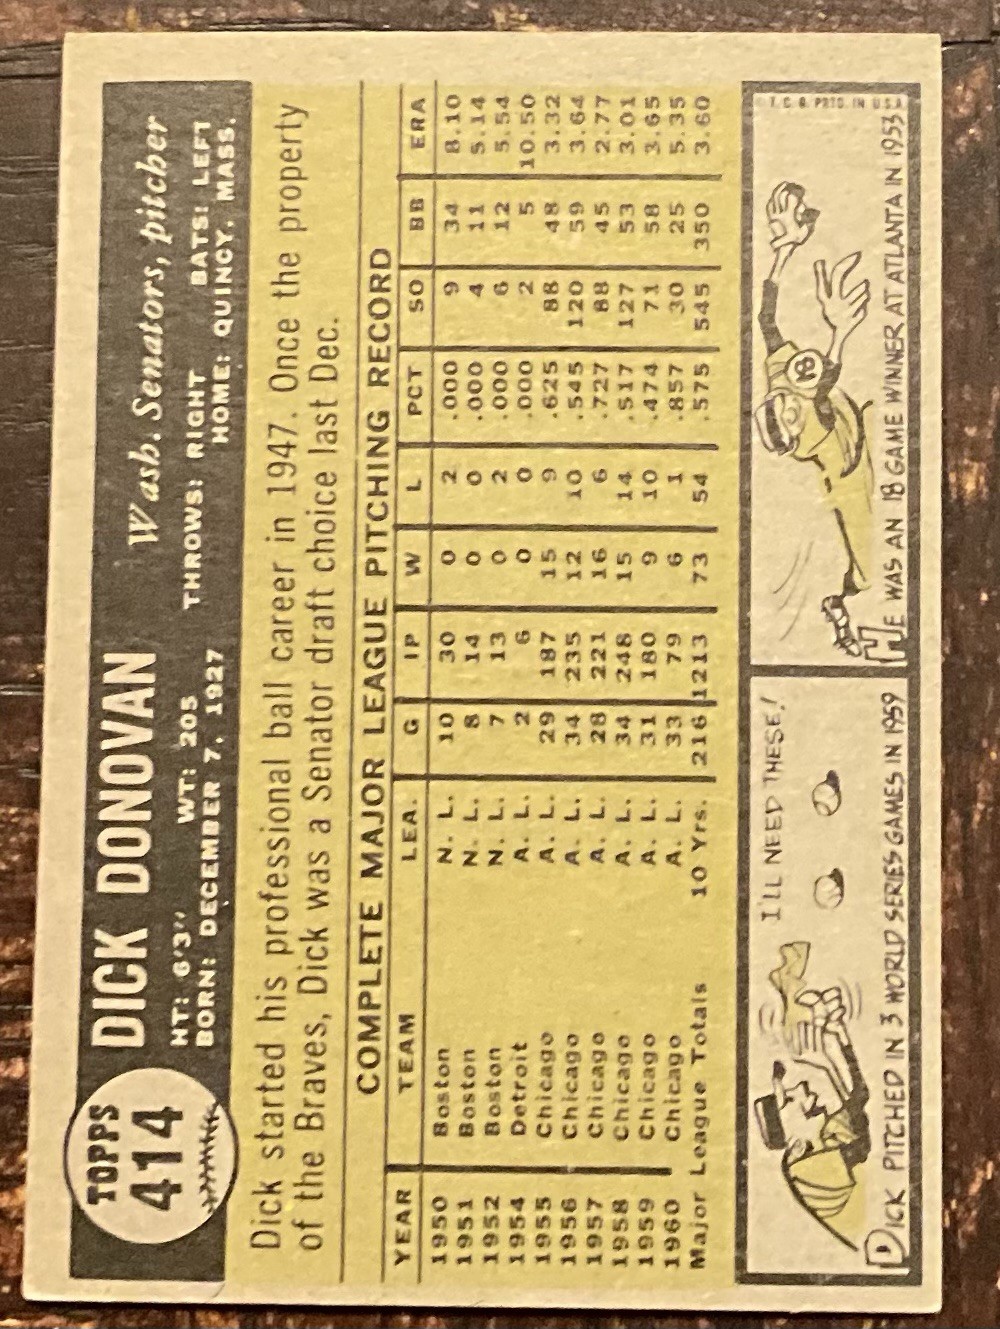 TOPPS
414
DICK DONOVAN
Wash. Senators, pitcher
HT: 6'3" WT: 205 THROWS: RIGHT BATS: LEFT
BORN: DECEMBER 7, 1927 HOME: QUINCY, MASS.
Dick started his professional ball career in 1947. Once the property
of the Braves, Dick was a Senator draft choice last Dec.
COMPLETE MAJOR LEAGUE PITCHING RECORD
YEAR TEAM LEA. G IP W L PCT SO BB ERA
1950 Boston N. L. 10 30 0 2 .000 9 34 8.10
1951 Boston N. L. 8 14 0 0 .000 4 11 5.14
1952 Boston N. L. 7 13 0 2 .000 6 12 5.54
1954 Detroit A. L. 2 6 0 0 .000 2 5 10.50
1955 Chicago A. L. 29 187 15 9 .625 88 48 3.32
1956 Chicago A. L. 34 235 12 10 .545 120 59 3.64
1957 Chicago A. L. 28 221 16 6 .727 88 45 2.77
1958 Chicago A. L. 34 248 15 14 .517 127 53 3.01
1959 Chicago A. L. 31 180 9 10 .474 71 58 3.65
1960 Chicago A. L. 33 79 6 1 .857 30 25 5.35
Major League Totals 10 Yrs. 216 1213 73 54 .575 545 350 3.60
I'LL NEED THESE!
DICK PITCHED IN 3 WORLD SERIES GAMES IN 1959
18
HE WAS AN 18 GAME WINNER AT ATLANTA IN 1953
T. C. G. PRTD. IN U.S.A.